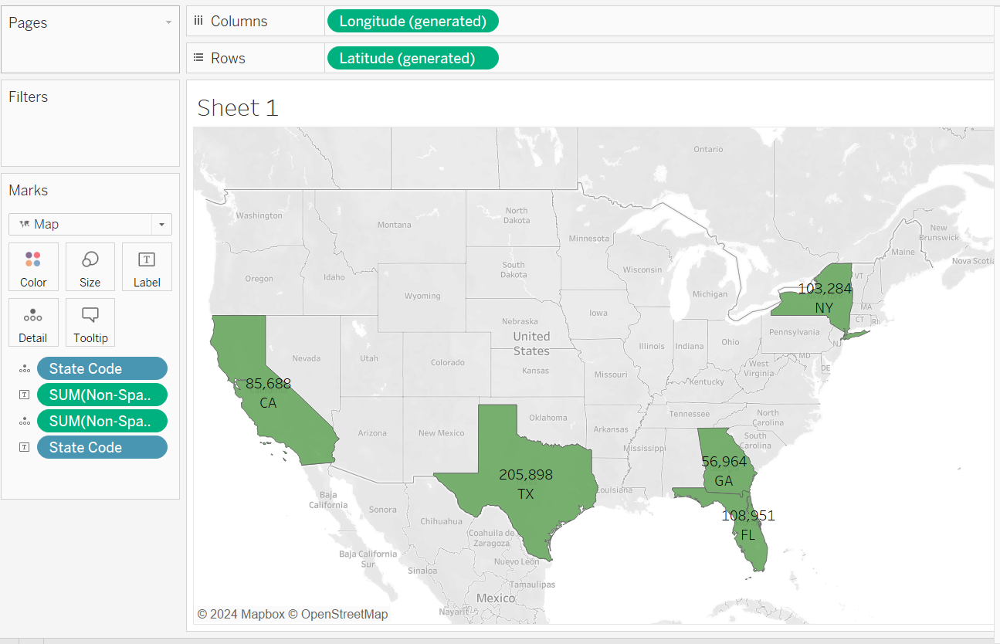 Pages
Columns
Longitude (generated)
Rows
Latitude (generated)
Filters
Marks
Map
Color
Size
Label
Detail
Tooltip
State Code
SUM(Non-Spa..
SUM(Non-Spa..
State Code
Sheet 1
Ontario
Washington
North
Dakota
Montana
Minnesota
New
Brunswick
Maine
Nova Scotia
Oregon
Idaho
South
Dakota
Wisconsin
VT
Michigan
Wyoming
103,284
NY
MA
CT
Nebraska
Iowa
Pennsylvania
United
States
Nevada
Utah
Colorado
Kansas
Illinois
Indiana
Ohio
MD
DE
West
Virginia
Missouri
Kentucky
85,688
CA
Arizona
New Mexico
Oklahoma
Arkansas
Tennessee
North
Carolina
South
Carolina
Mississippi
56,964
GA
205,898
TX
Louisiana
108,951
FL
Baja
California
Sonora
Chihuahua
Coahuila de
Zaragoza
Baja California
Sur
Nuevo León
Sinaloa
Tamaulipas
Mexico
Nayarit
© 2024 Mapbox © OpenStreetMap